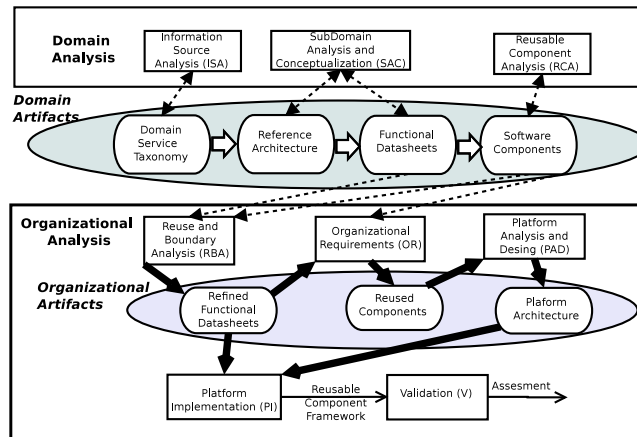 Domain
Analysis
Information
Source
Analysis (ISA)
SubDomain
Analysis and
Conceptualization (SAC)
Reusable
Component
Analysis (RCA)
Domain
Artifacts
Domain
Service
Taxonomy
Reference
Architecture
Functional
Datasheets
Software
Components
Organizational
Analysis
Reuse and
Boundary
Analysis (RBA)
Organizational
Requirements (OR)
Platform
Analysis and
Desing (PAD)
Organizational
Artifacts
Refined
Functional
Datasheets
Reused
Components
Plaform
Architecture
Platform
Implementation (PI)
Reusable
Component
Framework
Validation (V)
Assesment